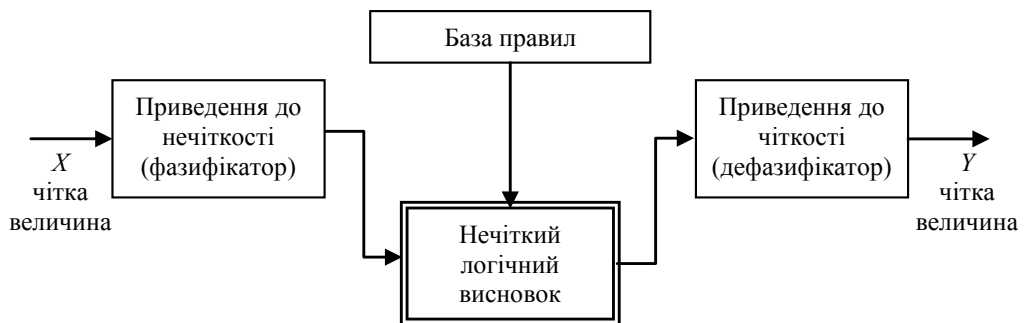 База правил
Приведення до
нечіткості
(фазифікатор)
Приведення до
чіткості
(дефазифікатор)
X
чітка
величина
Y
чітка
величина
Нечіткий
логічний
висновок